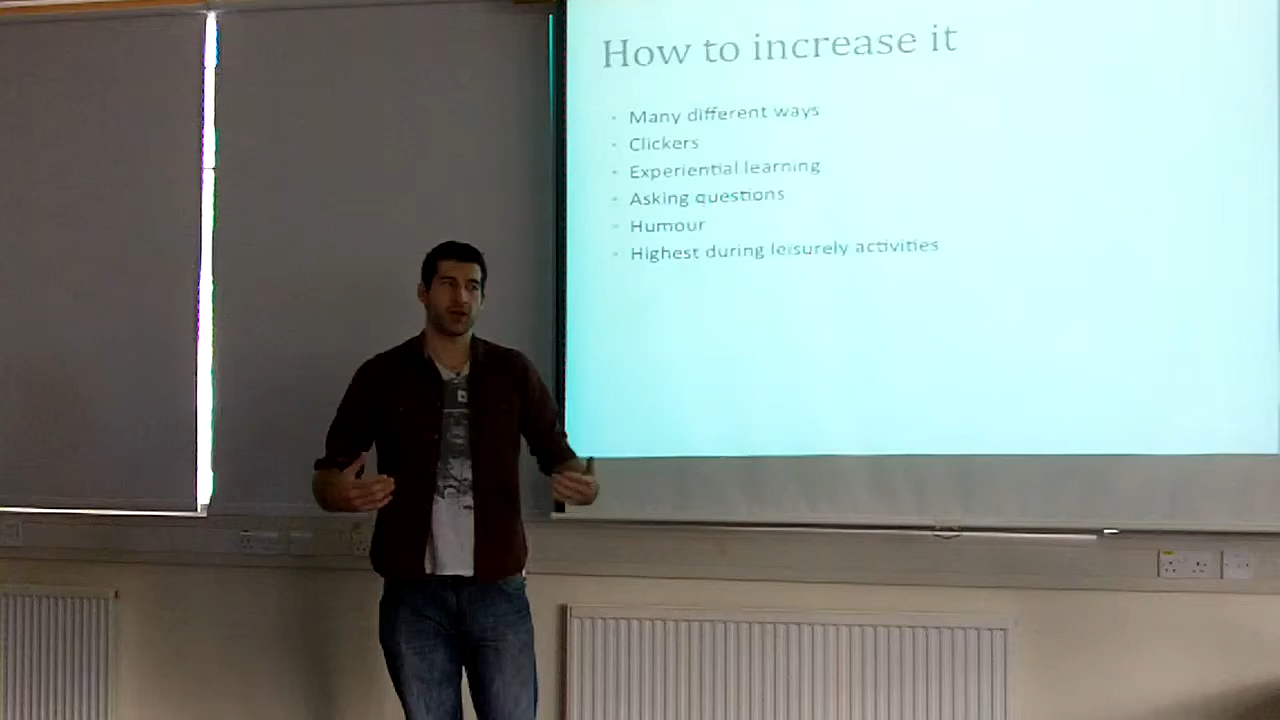 How to increase it
Many different ways
Clickers
Experiential learning
Asking questions
Humour
Highest during leisurely activities